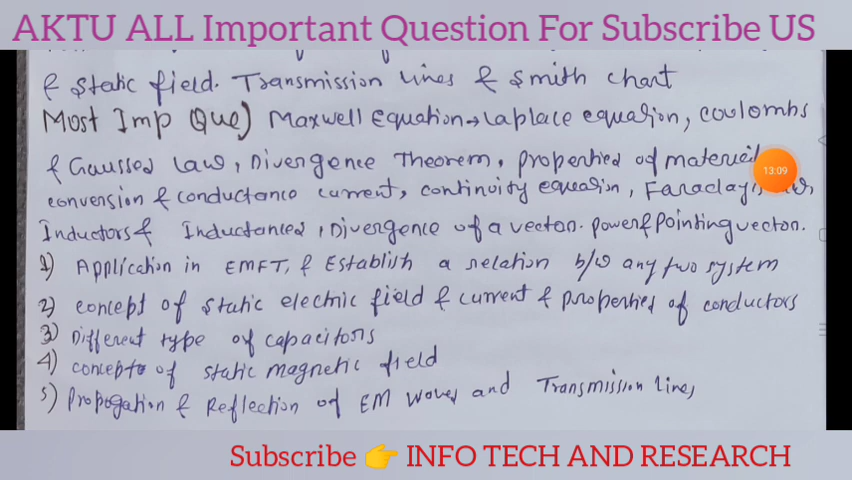 AKTU ALL Important Question For Subscribe US
& static field. Transmission lines & smith chart
Most Imp Que) Maxwell Equation → Laplace equation, coulombs
& Gausses law, Divergence Theorem, properties of material
13:09
conversion & conductance current, continuity equation, Faraday's
Inductors & Inductances, Divergence of a vector. power & pointing vector.
1) Application in EMFT, & Establish a relation b/w any two system
2) concept of static electric field & current & properties of conductors
3) Different type of capacitors
4) concepto of static magnetic field
5) Propogation & Reflection of EM waves and Transmission lines
Subscribe 👉 INFO TECH AND RESEARCH